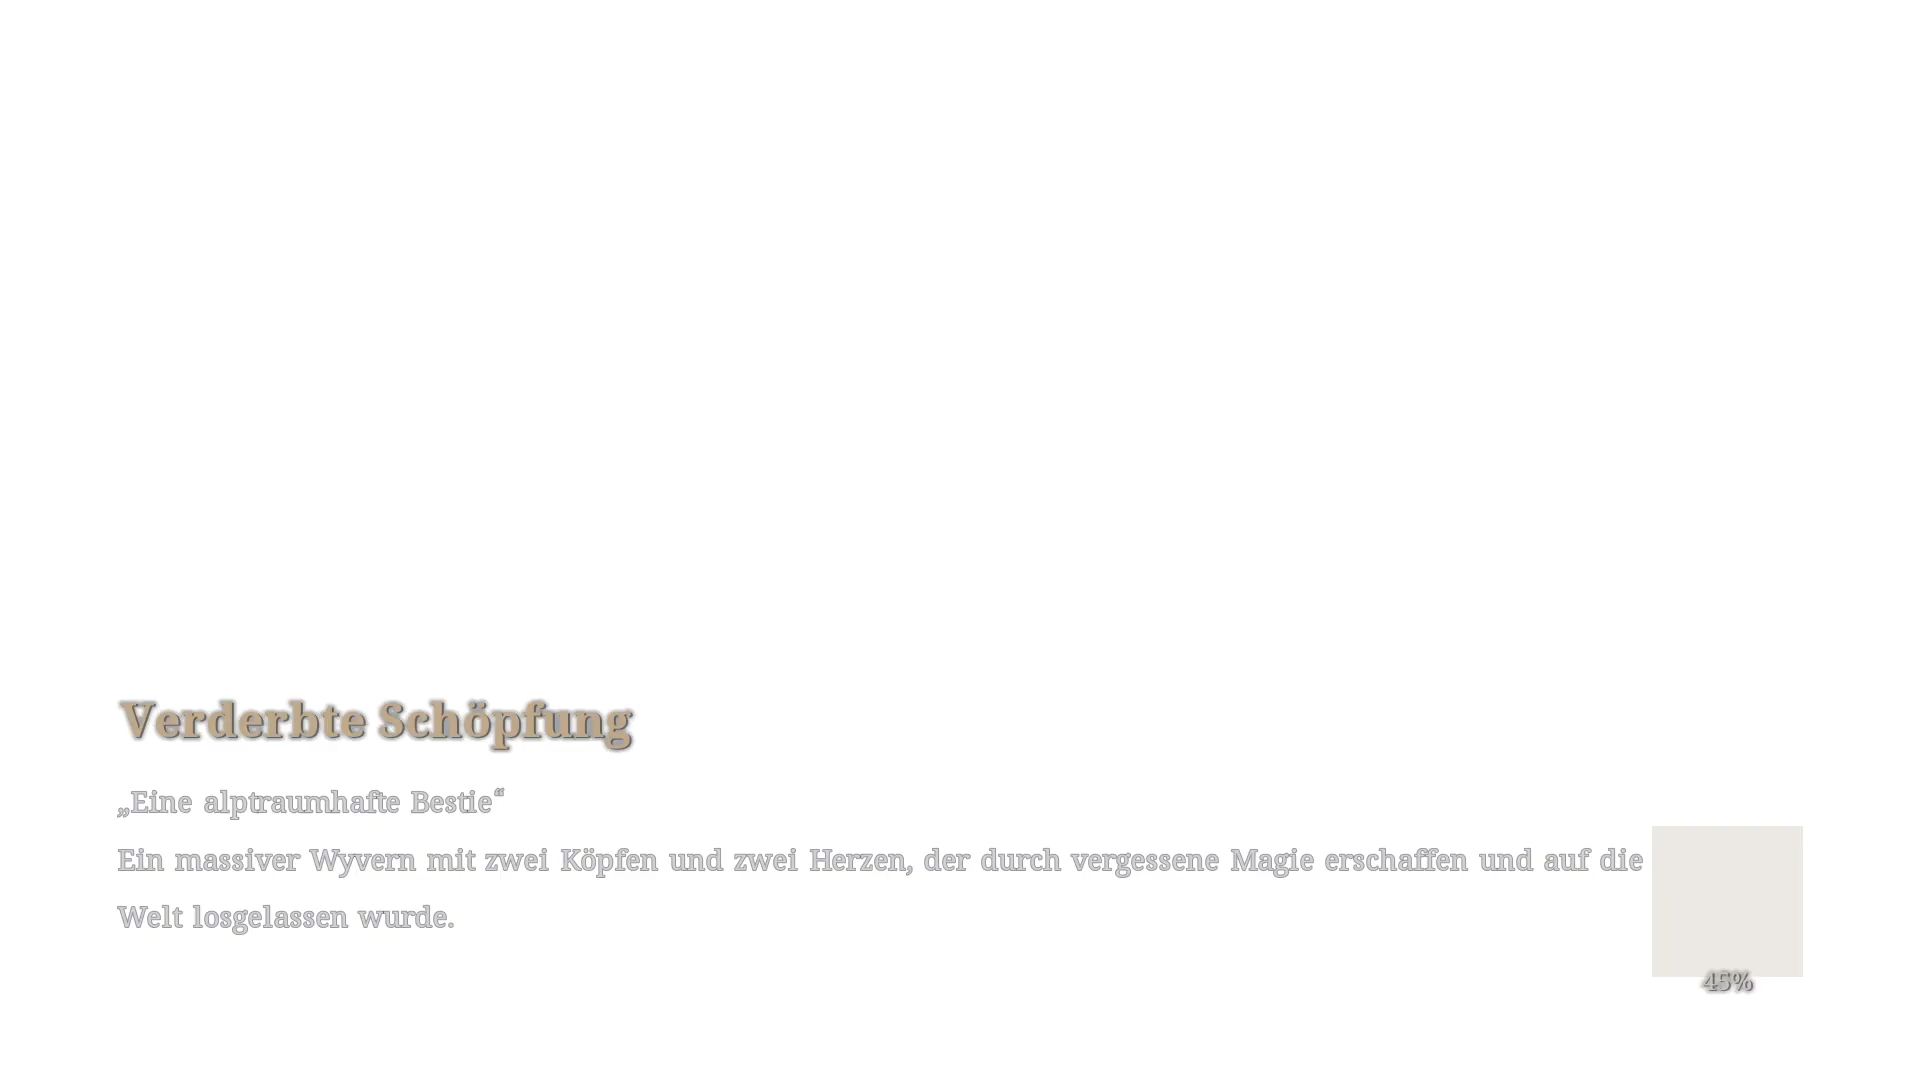 Verderbte Schöpfung
„Eine alptraumhafte Bestie“
Ein massiver Wyvern mit zwei Köpfen und zwei Herzen, der durch vergessene Magie erschaffen und auf die
Welt losgelassen wurde.
45%